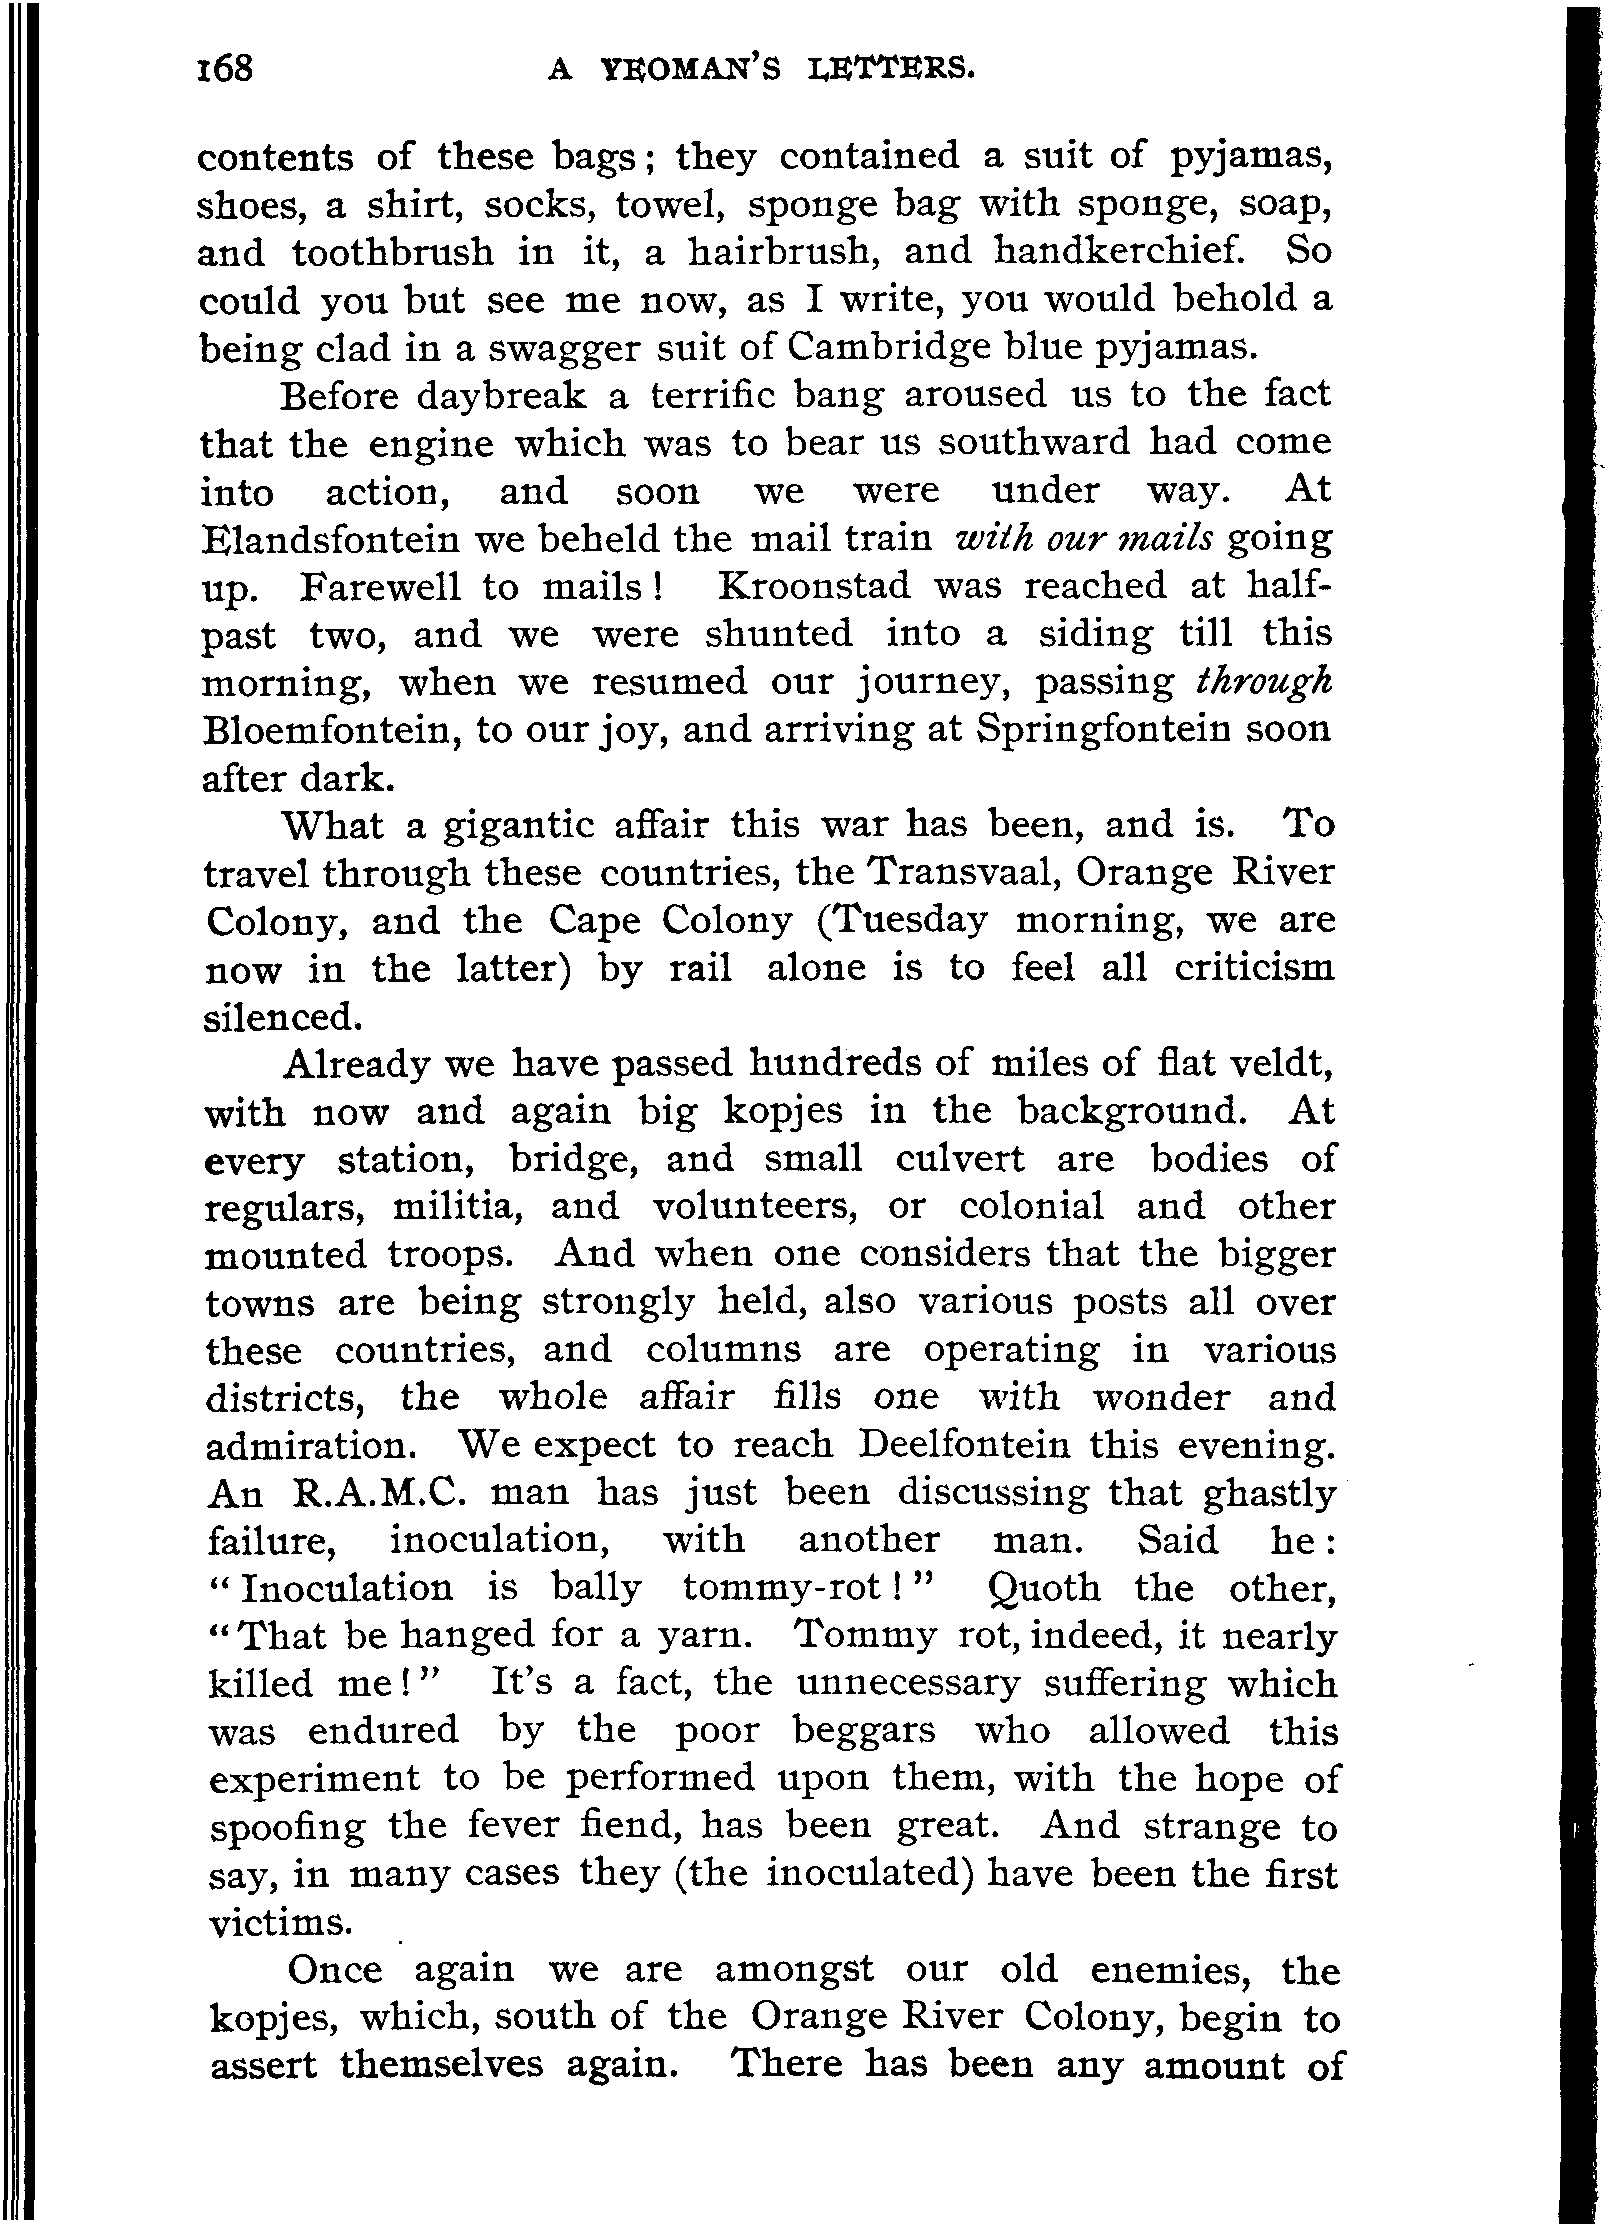 168 A YEOMAN'S LETTERS.
contents of these bags; they contained a suit of pyjamas,
shoes, a shirt, socks, towel, sponge bag with sponge, soap,
and toothbrush in it, a hairbrush, and handkerchief. So
could you but see me now, as I write, you would behold a
being clad in a swagger suit of Cambridge blue pyjamas.
Before daybreak a terrific bang aroused us to the fact
that the engine which was to bear us southward had come
into action, and soon we were under way. At
Elandsfontein we beheld the mail train with our mails going
up. Farewell to mails! Kroonstad was reached at half-
past two, and we were shunted into a siding till this
morning, when we resumed our journey, passing through
Bloemfontein, to our joy, and arriving at Springfontein soon
after dark.
What a gigantic affair this war has been, and is. To
travel through these countries, the Transvaal, Orange River
Colony, and the Cape Colony (Tuesday morning, we are
now in the latter) by rail alone is to feel all criticism
silenced.
Already we have passed hundreds of miles of flat veldt,
with now and again big kopjes in the background. At
every station, bridge, and small culvert are bodies of
regulars, militia, and volunteers, or colonial and other
mounted troops. And when one considers that the bigger
towns are being strongly held, also various posts all over
these countries, and columns are operating in various
districts, the whole affair fills one with wonder and
admiration. We expect to reach Deelfontein this evening.
An R.A.M.C. man has just been discussing that ghastly
failure, inoculation, with another man. Said he:
"Inoculation is bally tommy-rot!" Quoth the other,
"That be hanged for a yarn. Tommy rot, indeed, it nearly
killed me!" It's a fact, the unnecessary suffering which
was endured by the poor beggars who allowed this
experiment to be performed upon them, with the hope of
spoofing the fever fiend, has been great. And strange to
say, in many cases they (the inoculated) have been the first
victims.
Once again we are amongst our old enemies, the
kopjes, which, south of the Orange River Colony, begin to
assert themselves again. There has been any amount of